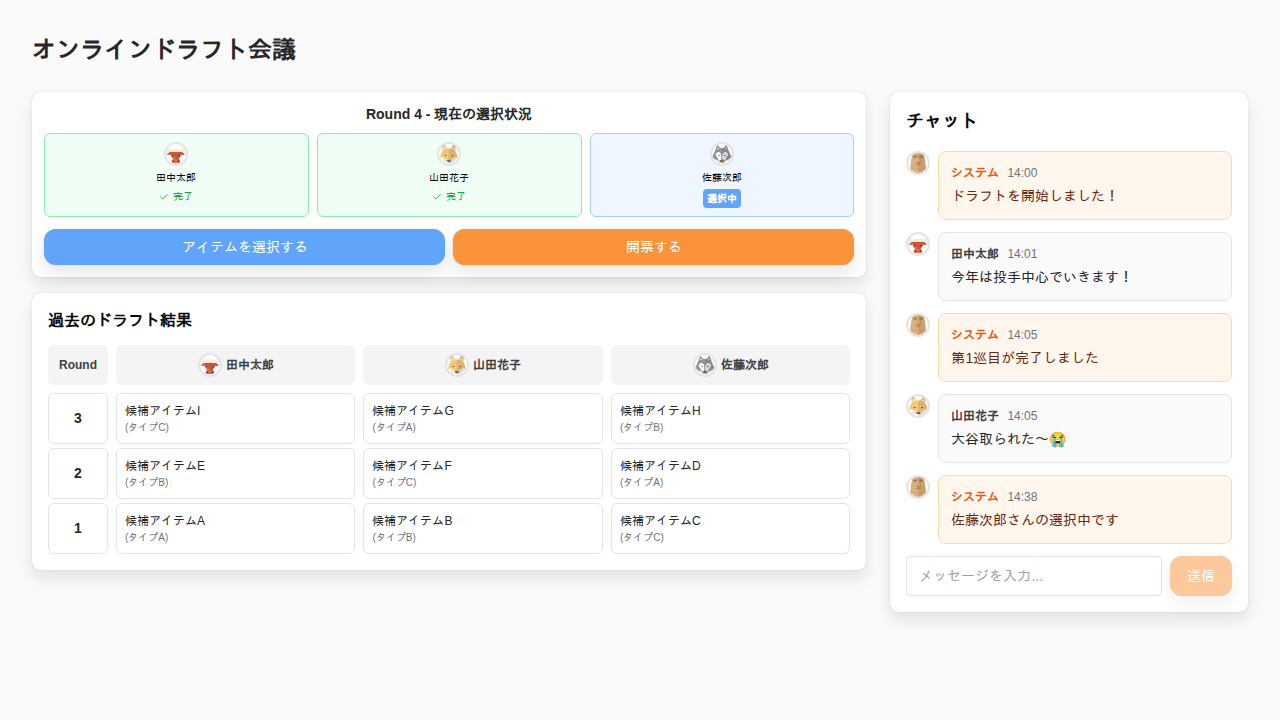 オンラインドラフト会議
Round 4 - 現在の選択状況
田中太郎
完了
山田花子
完了
佐藤次郎
選択中
アイテムを選択する
開票する
過去のドラフト結果
Round 田中太郎 山田花子 佐藤次郎
3
候補アイテムI
(タイプC)
候補アイテムG
(タイプA)
候補アイテムH
(タイプB)
2
候補アイテムE
(タイプB)
候補アイテムF
(タイプC)
候補アイテムD
(タイプA)
1
候補アイテムA
(タイプA)
候補アイテムB
(タイプB)
候補アイテムC
(タイプC)
チャット
システム 14:00
ドラフトを開始しました！
田中太郎 14:01
今年は投手中心でいきます！
システム 14:05
第1巡目が完了しました
山田花子 14:05
大谷取られた〜😭
システム 14:38
佐藤次郎さんの選択中です
メッセージを入力...
送信